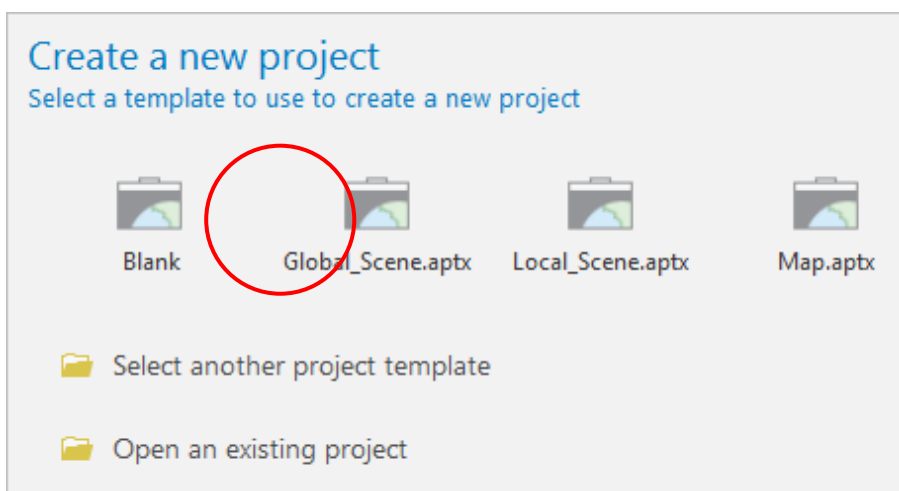 Create a new project
Select a template to use to create a new project
Blank Global_Scene.aptx Local_Scene.aptx Map.aptx
Select another project template
Open an existing project